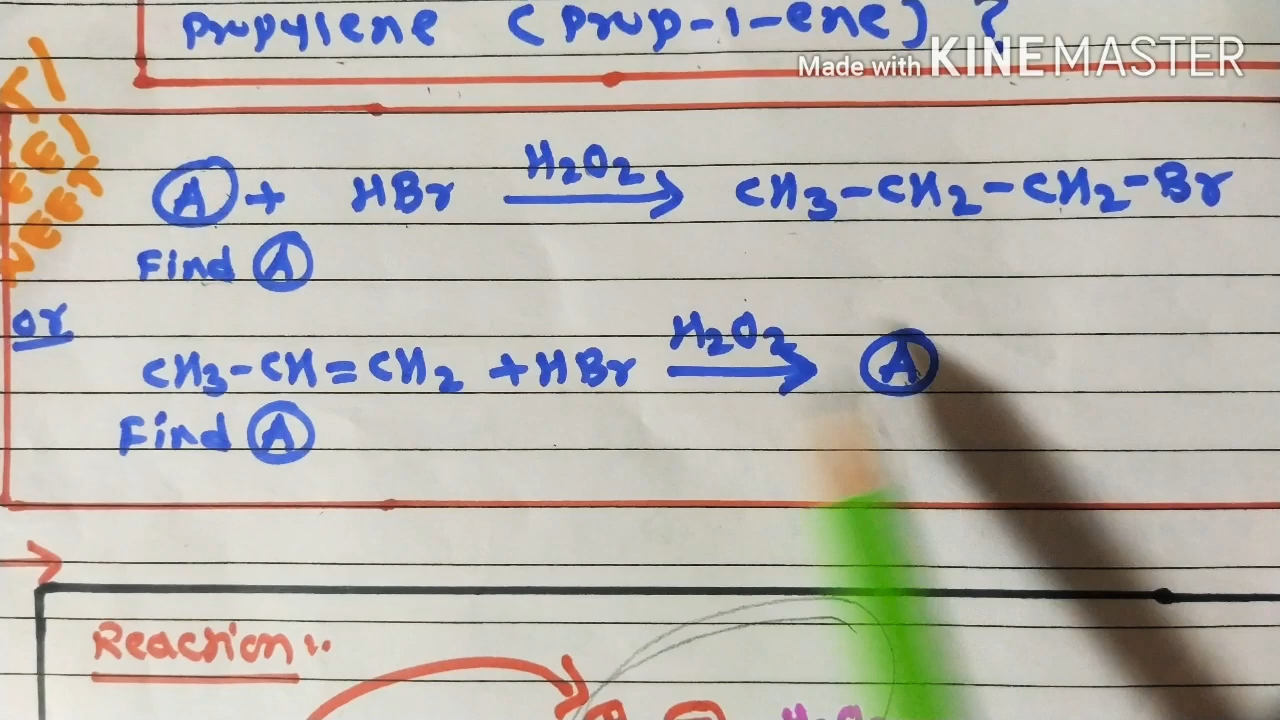 Propylene (Prop-1-ene) ?
Made with KINEMASTER
A + HBr H2O2 → CH3-CH2-CH2-Br
Find A
or
CH3-CH=CH2 + HBr H2O2 → A
Find A
Reaction: